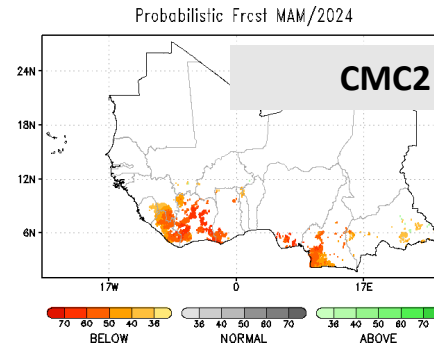 Probabilistic Frost MAM/2024
CMC2
24N
18N
12N
6N
17W 0 17E
70 60 50 40 36 36 40 50 60 70 36 40 50 60 70
BELOW NORMAL ABOVE